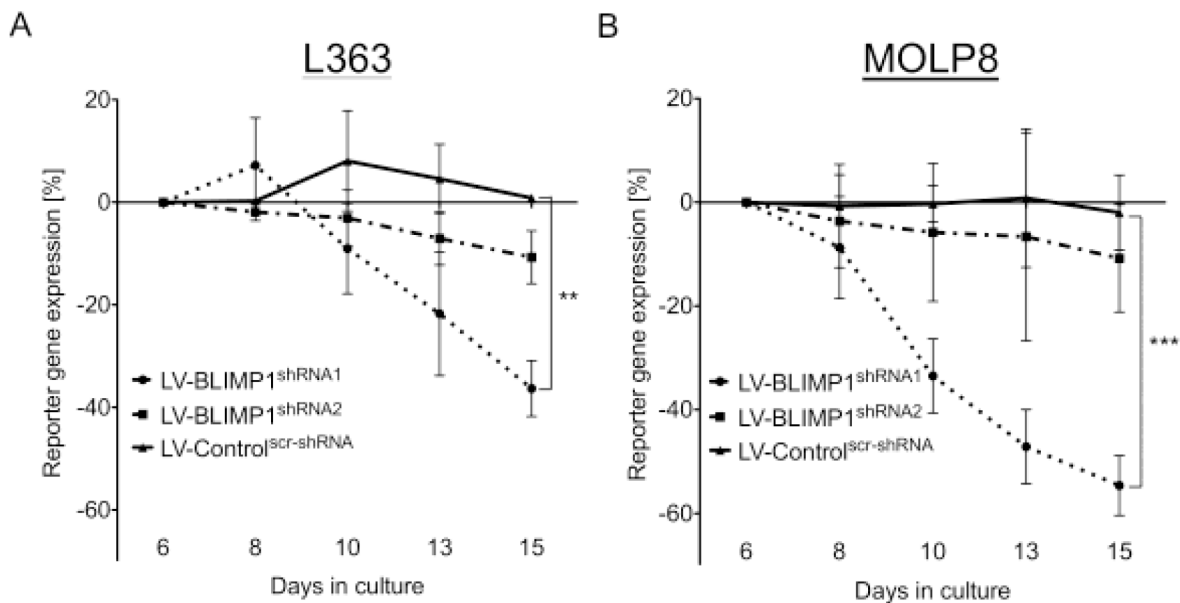 A
L363
20
0
-20
-40
-60
Reporter gene expression [%]
**
LV-BLIMP1shRNA1
LV-BLIMP1shRNA2
LV-Controlscr-shRNA
6 8 10 13 15
Days in culture
B
MOLP8
20
0
-20
-40
-60
Reporter gene expression [%]
***
LV-BLIMP1shRNA1
LV-BLIMP1shRNA2
LV-Controlscr-shRNA
6 8 10 13 15
Days in culture